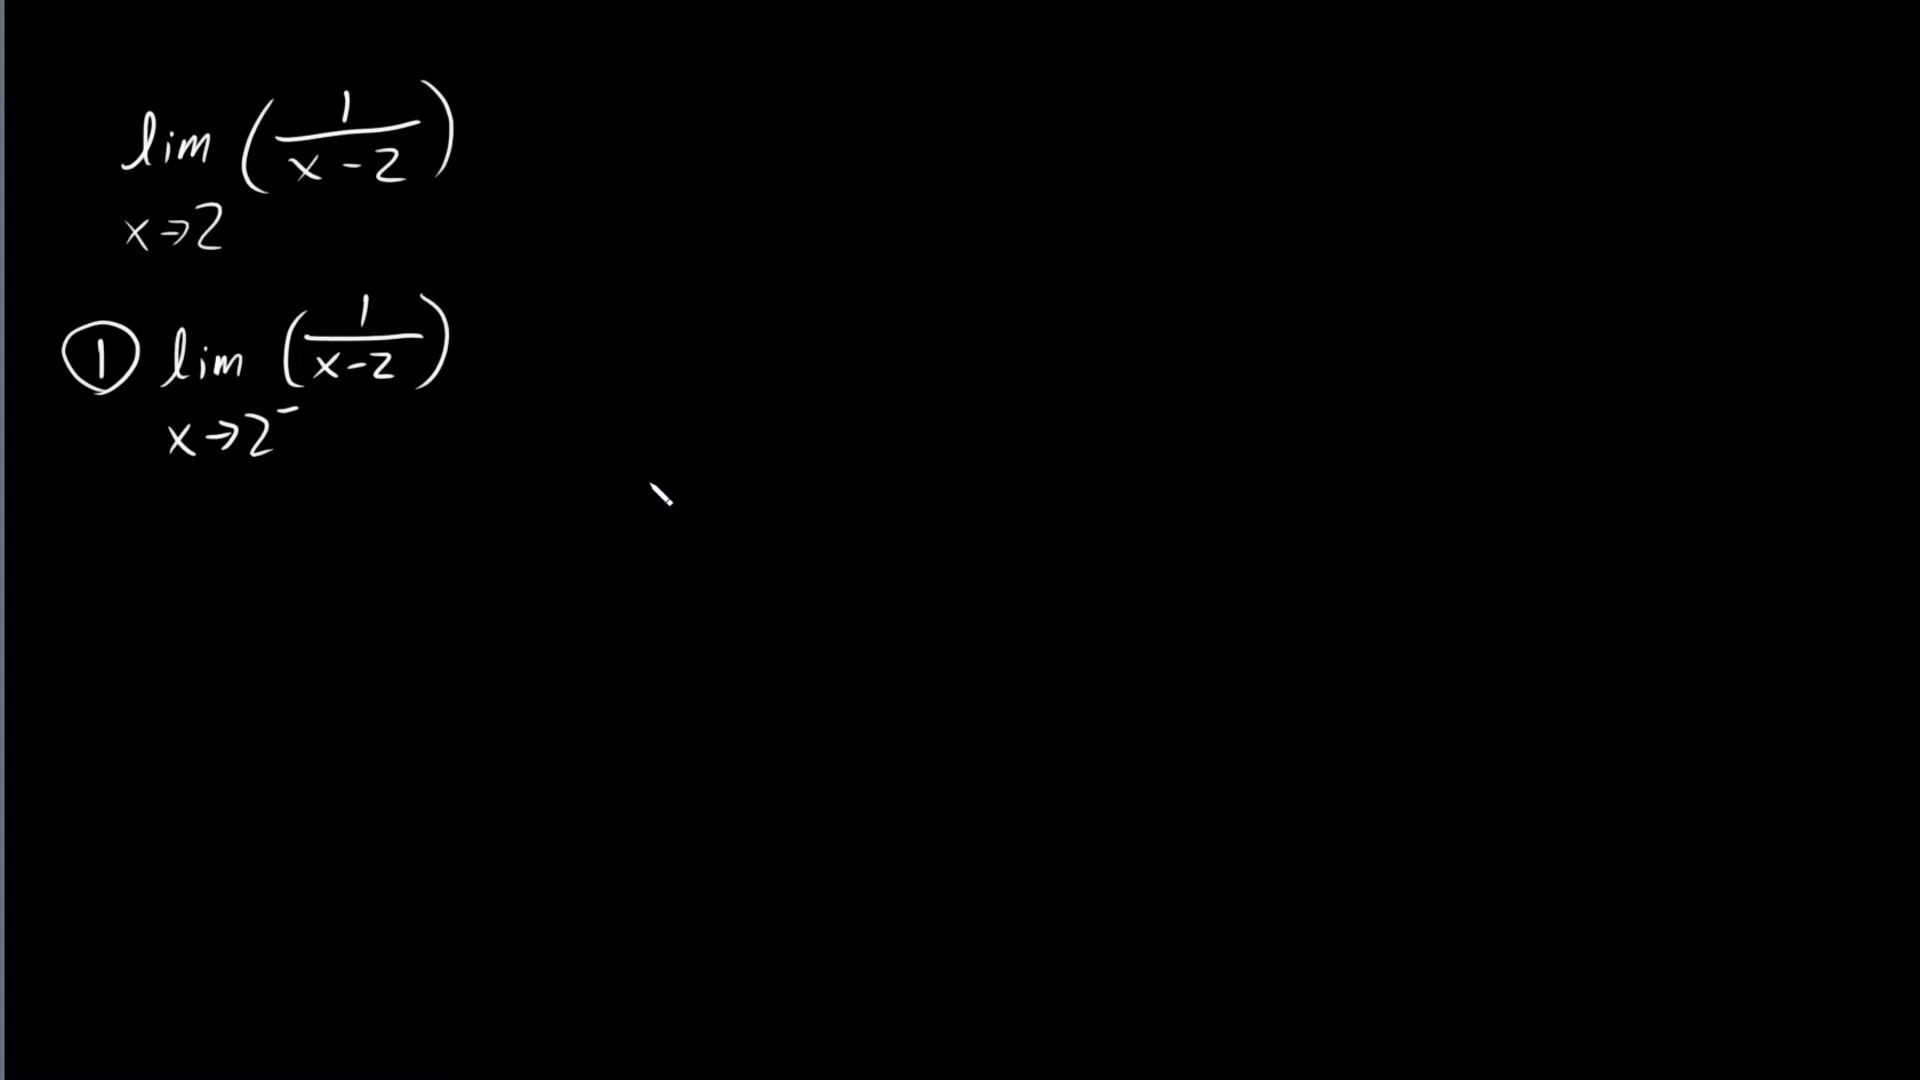 lim (1/(x-2))
x→2
① lim (1/(x-2))
x→2⁻